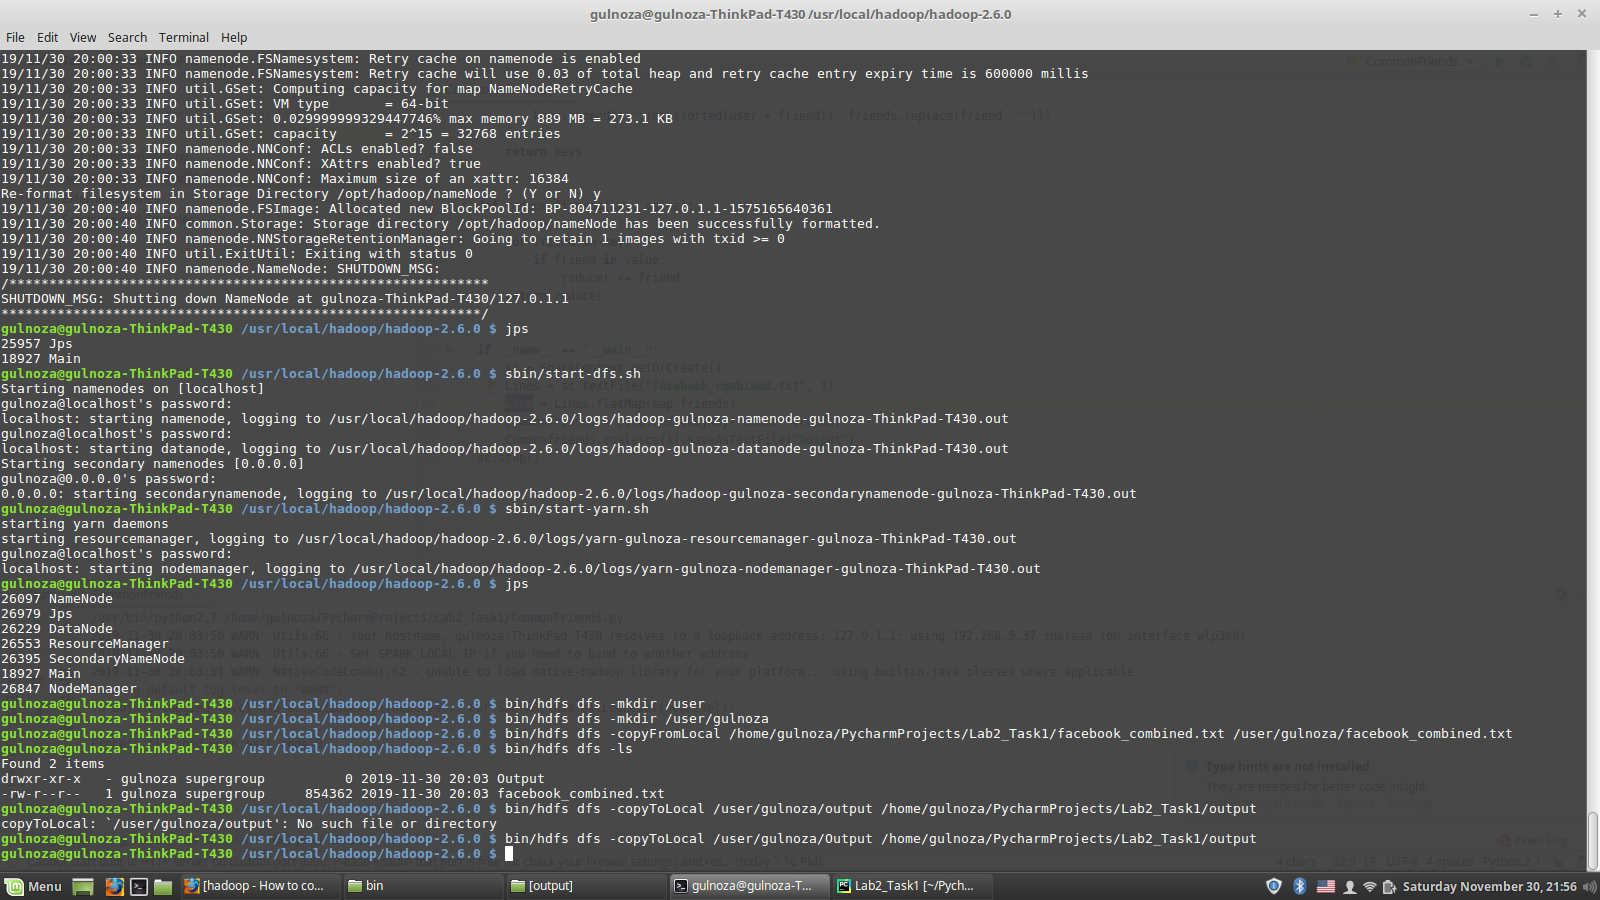 gulnoza@gulnoza-ThinkPad-T430 /usr/local/hadoop/hadoop-2.6.0
File Edit View Search Terminal Help
19/11/30 20:00:33 INFO namenode.FSNamesystem: Retry cache on namenode is enabled
19/11/30 20:00:33 INFO namenode.FSNamesystem: Retry cache will use 0.03 of total heap and retry cache entry expiry time is 600000 millis
19/11/30 20:00:33 INFO util.GSet: Computing capacity for map NameNodeRetryCache
19/11/30 20:00:33 INFO util.GSet: VM type       = 64-bit
19/11/30 20:00:33 INFO util.GSet: 0.029999999329447746% max memory 889 MB = 273.1 KB
19/11/30 20:00:33 INFO util.GSet: capacity      = 2^15 = 32768 entries
19/11/30 20:00:33 INFO namenode.NNConf: ACLs enabled? false
19/11/30 20:00:33 INFO namenode.NNConf: XAttrs enabled? true
19/11/30 20:00:33 INFO namenode.NNConf: Maximum size of an xattr: 16384
Re-format filesystem in Storage Directory /opt/hadoop/nameNode ? (Y or N) y
19/11/30 20:00:40 INFO namenode.FSImage: Allocated new BlockPoolId: BP-804711231-127.0.1.1-1575165640361
19/11/30 20:00:40 INFO common.Storage: Storage directory /opt/hadoop/nameNode has been successfully formatted.
19/11/30 20:00:40 INFO namenode.NNStorageRetentionManager: Going to retain 1 images with txid >= 0
19/11/30 20:00:40 INFO util.ExitUtil: Exiting with status 0
19/11/30 20:00:40 INFO namenode.NameNode: SHUTDOWN_MSG:
/************************************************************
SHUTDOWN_MSG: Shutting down NameNode at gulnoza-ThinkPad-T430/127.0.1.1
************************************************************/
gulnoza@gulnoza-ThinkPad-T430 /usr/local/hadoop/hadoop-2.6.0 $ jps
25957 Jps
18927 Main
gulnoza@gulnoza-ThinkPad-T430 /usr/local/hadoop/hadoop-2.6.0 $ sbin/start-dfs.sh
Starting namenodes on [localhost]
gulnoza@localhost's password:
localhost: starting namenode, logging to /usr/local/hadoop/hadoop-2.6.0/logs/hadoop-gulnoza-namenode-gulnoza-ThinkPad-T430.out
gulnoza@localhost's password:
localhost: starting datanode, logging to /usr/local/hadoop/hadoop-2.6.0/logs/hadoop-gulnoza-datanode-gulnoza-ThinkPad-T430.out
Starting secondary namenodes [0.0.0.0]
gulnoza@0.0.0.0's password:
0.0.0.0: starting secondarynamenode, logging to /usr/local/hadoop/hadoop-2.6.0/logs/hadoop-gulnoza-secondarynamenode-gulnoza-ThinkPad-T430.out
gulnoza@gulnoza-ThinkPad-T430 /usr/local/hadoop/hadoop-2.6.0 $ sbin/start-yarn.sh
starting yarn daemons
starting resourcemanager, logging to /usr/local/hadoop/hadoop-2.6.0/logs/yarn-gulnoza-resourcemanager-gulnoza-ThinkPad-T430.out
gulnoza@localhost's password:
localhost: starting nodemanager, logging to /usr/local/hadoop/hadoop-2.6.0/logs/yarn-gulnoza-nodemanager-gulnoza-ThinkPad-T430.out
gulnoza@gulnoza-ThinkPad-T430 /usr/local/hadoop/hadoop-2.6.0 $ jps
26097 NameNode
26979 Jps
26229 DataNode
26553 ResourceManager
26395 SecondaryNameNode
18927 Main
26847 NodeManager
gulnoza@gulnoza-ThinkPad-T430 /usr/local/hadoop/hadoop-2.6.0 $ bin/hdfs dfs -mkdir /user
gulnoza@gulnoza-ThinkPad-T430 /usr/local/hadoop/hadoop-2.6.0 $ bin/hdfs dfs -mkdir /user/gulnoza
gulnoza@gulnoza-ThinkPad-T430 /usr/local/hadoop/hadoop-2.6.0 $ bin/hdfs dfs -copyFromLocal /home/gulnoza/PycharmProjects/Lab2_Task1/facebook_combined.txt /user/gulnoza/facebook_combined.txt
gulnoza@gulnoza-ThinkPad-T430 /usr/local/hadoop/hadoop-2.6.0 $ bin/hdfs dfs -ls
Found 2 items
drwxr-xr-x   - gulnoza supergroup          0 2019-11-30 20:03 Output
-rw-r--r--   1 gulnoza supergroup     854362 2019-11-30 20:03 facebook_combined.txt
gulnoza@gulnoza-ThinkPad-T430 /usr/local/hadoop/hadoop-2.6.0 $ bin/hdfs dfs -copyToLocal /user/gulnoza/output /home/gulnoza/PycharmProjects/Lab2_Task1/output
copyToLocal: `/user/gulnoza/output': No such file or directory
gulnoza@gulnoza-ThinkPad-T430 /usr/local/hadoop/hadoop-2.6.0 $ bin/hdfs dfs -copyToLocal /user/gulnoza/Output /home/gulnoza/PycharmProjects/Lab2_Task1/output
gulnoza@gulnoza-ThinkPad-T430 /usr/local/hadoop/hadoop-2.6.0 $
Menu [hadoop - How to co... bin [output] gulnoza@gulnoza-T... Lab2_Task1 [~/Pych... Saturday November 30, 21:56